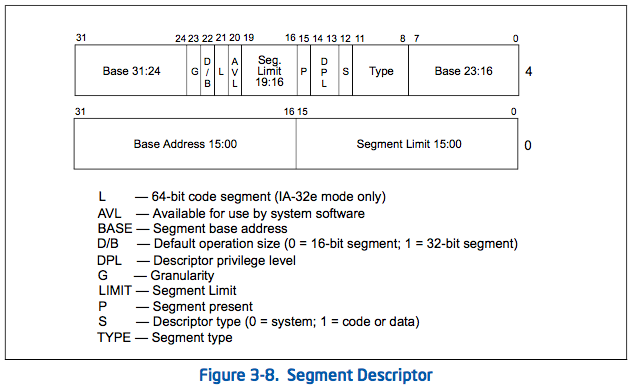 31 24 23 22 21 20 19 16 15 14 13 12 11 8 7 0
Base 31:24 G D/B L AVL Seg. Limit 19:16 P DPL S Type Base 23:16 4
31 16 15 0
Base Address 15:00 Segment Limit 15:00 0
L — 64-bit code segment (IA-32e mode only)
AVL — Available for use by system software
BASE — Segment base address
D/B — Default operation size (0 = 16-bit segment; 1 = 32-bit segment)
DPL — Descriptor privilege level
G — Granularity
LIMIT — Segment Limit
P — Segment present
S — Descriptor type (0 = system; 1 = code or data)
TYPE — Segment type
Figure 3-8. Segment Descriptor